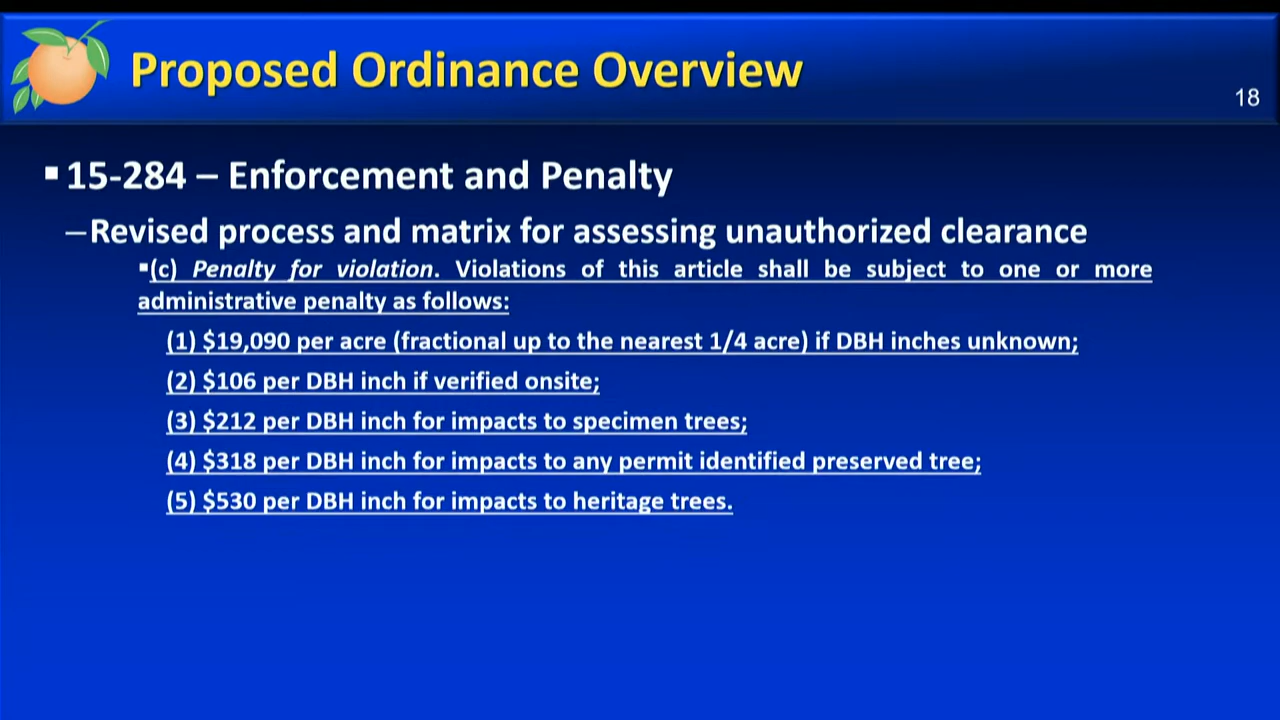 Proposed Ordinance Overview
18
▪ 15-284 – Enforcement and Penalty
–Revised process and matrix for assessing unauthorized clearance
▪(c) Penalty for violation. Violations of this article shall be subject to one or more
administrative penalty as follows:
(1) $19,090 per acre (fractional up to the nearest 1/4 acre) if DBH inches unknown;
(2) $106 per DBH inch if verified onsite;
(3) $212 per DBH inch for impacts to specimen trees;
(4) $318 per DBH inch for impacts to any permit identified preserved tree;
(5) $530 per DBH inch for impacts to heritage trees.